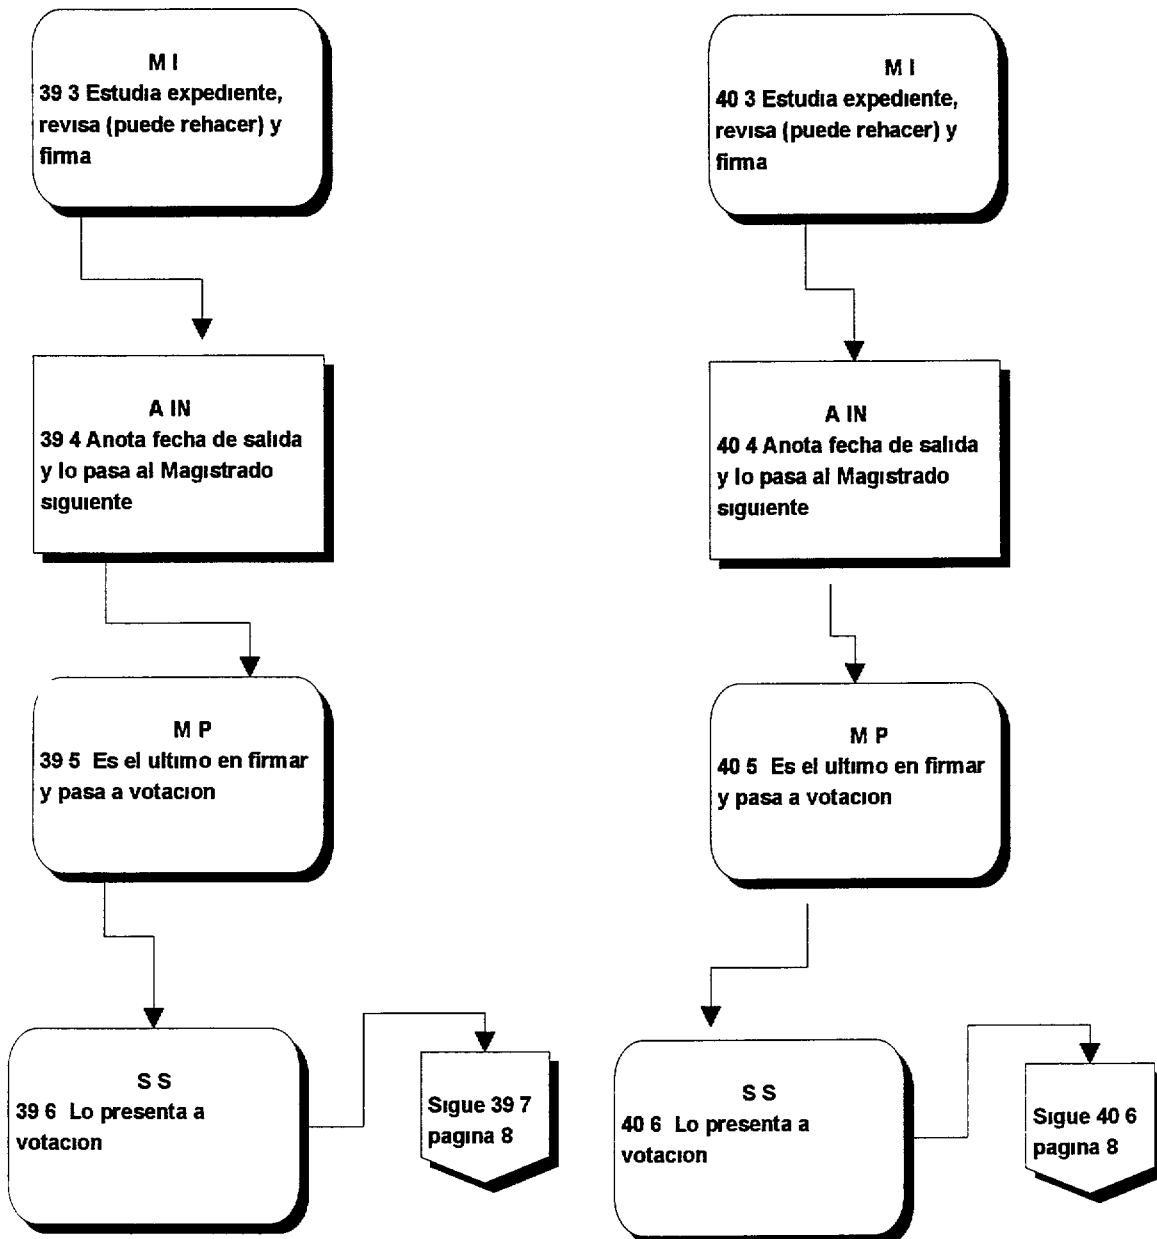 M I
39 3 Estudia expediente,
revisa (puede rehacer) y
firma
A IN
39 4 Anota fecha de salida
y lo pasa al Magistrado
siguiente
M P
39 5 Es el ultimo en firmar
y pasa a votacion
S S
39 6 Lo presenta a
votacion
Sigue 39 7
pagina 8
M I
40 3 Estudia expediente,
revisa (puede rehacer) y
firma
A IN
40 4 Anota fecha de salida
y lo pasa al Magistrado
siguiente
M P
40 5 Es el ultimo en firmar
y pasa a votacion
S S
40 6 Lo presenta a
votacion
Sigue 40 6
pagina 8